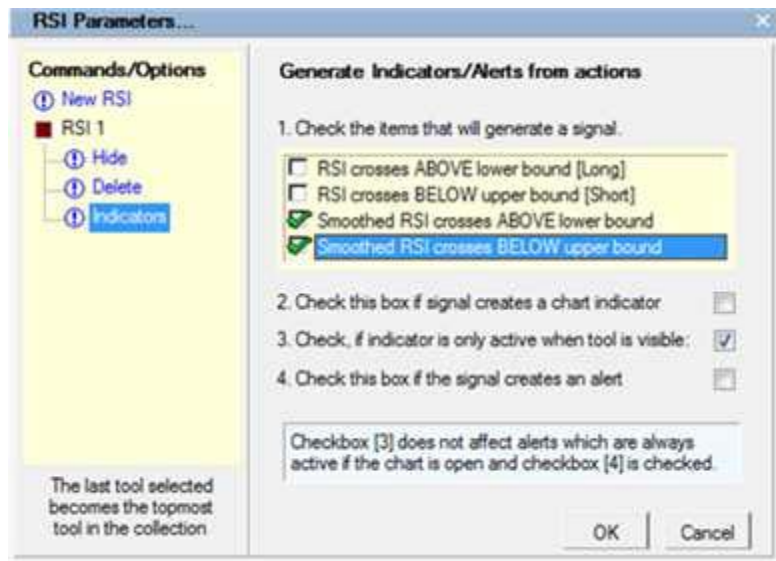 RSI Parameters...
Commands/Options
New RSI
RSI 1
Hide
Delete
Indicators
The last tool selected
becomes the topmost
tool in the collection
Generate Indicators/Alerts from actions
1. Check the items that will generate a signal.
RSI crosses ABOVE lower bound [Long]
RSI crosses BELOW upper bound [Short]
Smoothed RSI crosses ABOVE lower bound
Smoothed RSI crosses BELOW upper bound
2. Check this box if signal creates a chart indicator
3. Check, if indicator is only active when tool is visible:
4. Check this box if the signal creates an alert
Checkbox [3] does not affect alerts which are always
active if the chart is open and checkbox [4] is checked.
OK Cancel